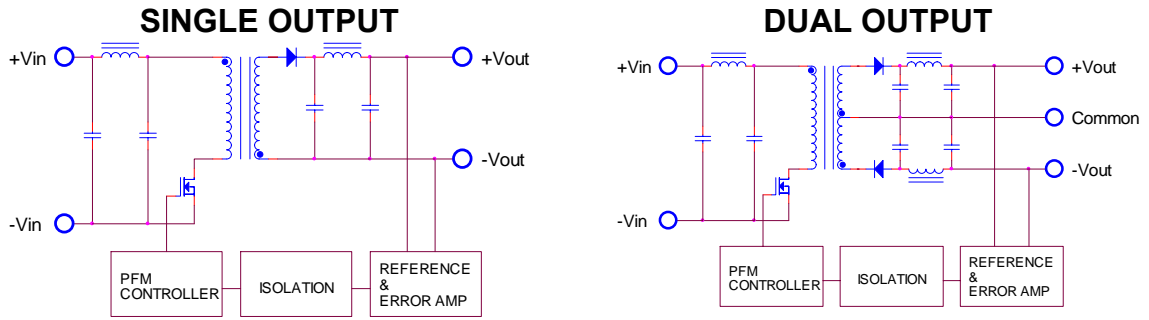 SINGLE OUTPUT
+Vin
+Vout
-Vout
-Vin
PFM
CONTROLLER
ISOLATION
REFERENCE
&
ERROR AMP
DUAL OUTPUT
+Vin
+Vout
Common
-Vout
-Vin
PFM
CONTROLLER
ISOLATION
REFERENCE
&
ERROR AMP